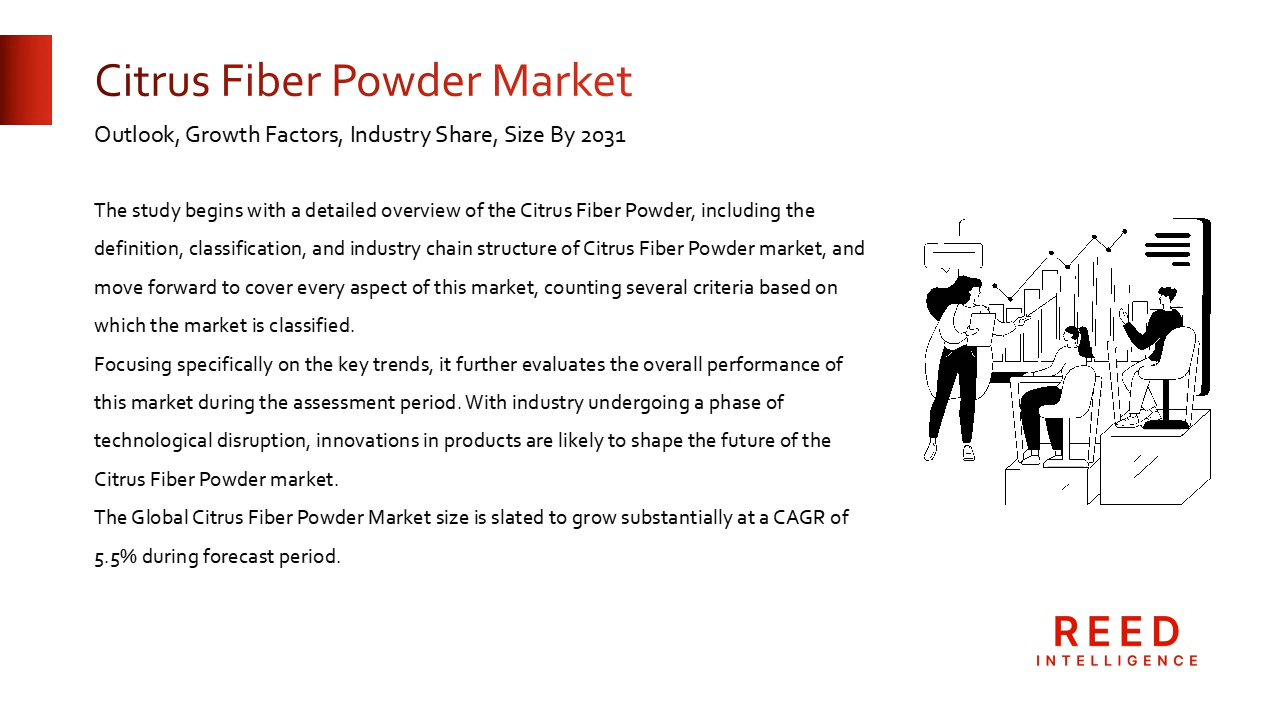 Citrus Fiber Powder Market
Outlook, Growth Factors, Industry Share, Size By 2031
The study begins with a detailed overview of the Citrus Fiber Powder, including the
definition, classification, and industry chain structure of Citrus Fiber Powder market, and
move forward to cover every aspect of this market, counting several criteria based on
which the market is classified.
Focusing specifically on the key trends, it further evaluates the overall performance of
this market during the assessment period. With industry undergoing a phase of
technological disruption, innovations in products are likely to shape the future of the
Citrus Fiber Powder market.
The Global Citrus Fiber Powder Market size is slated to grow substantially at a CAGR of
5.5% during forecast period.
REED
INTELLIGENCE